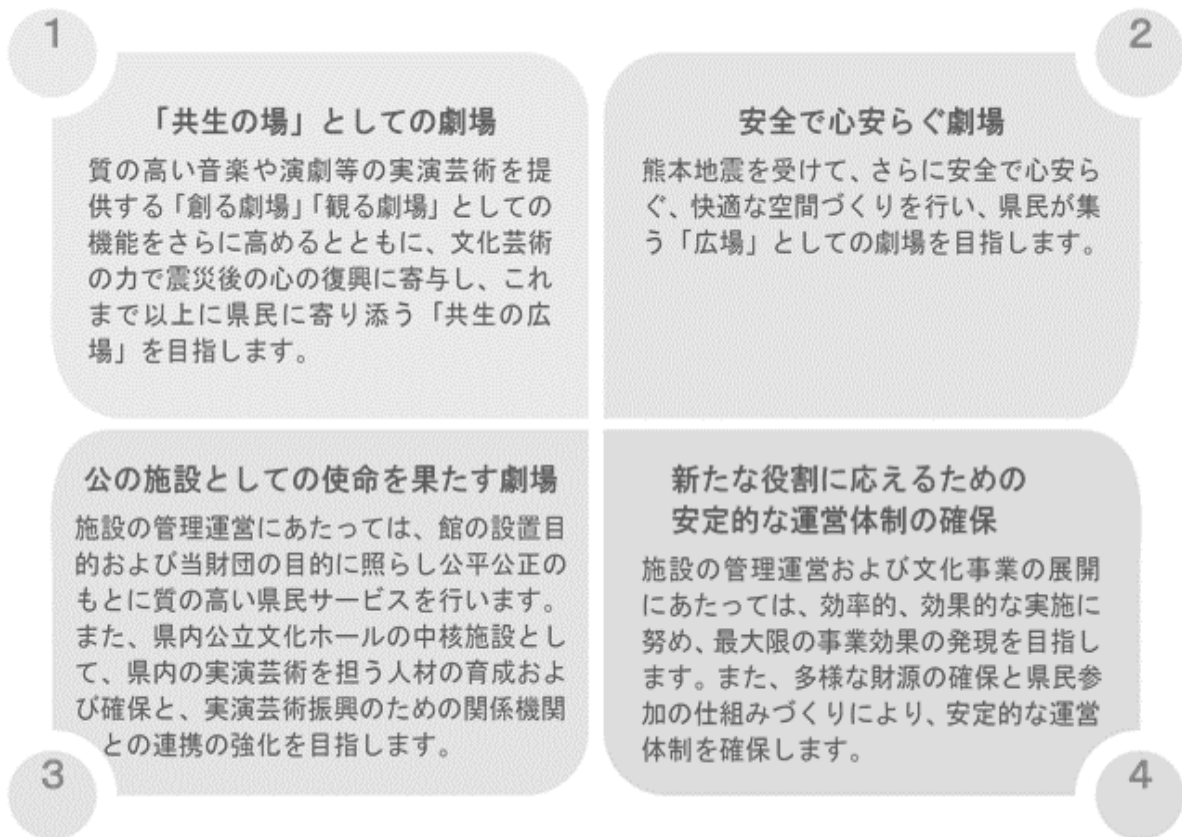 1
「共生の場」としての劇場
質の高い音楽や演劇等の実演芸術を提
供する「創る劇場」「観る劇場」としての
機能をさらに高めるとともに、文化芸術
の力で震災後の心の復興に寄与し、これ
まで以上に県民に寄り添う「共生の広
場」を目指します。
2
安全で心安らぐ劇場
熊本地震を受けて、さらに安全で心安ら
ぐ、快適な空間づくりを行い、県民が集
う「広場」としての劇場を目指します。
公の施設としての使命を果たす劇場
施設の管理運営にあたっては、館の設置目
的および当財団の目的に照らし公平公正の
もとに質の高い県民サービスを行います。
また、県内公立文化ホールの中核施設とし
て、県内の実演芸術を担う人材の育成およ
び確保と、実演芸術振興のための関係機関
との連携の強化を目指します。
3
新たな役割に応えるための
安定的な運営体制の確保
施設の管理運営および文化事業の展開
にあたっては、効率的、効果的な実施に
努め、最大限の事業効果の発現を目指し
ます。また、多様な財源の確保と県民参
加の仕組みづくりにより、安定的な運営
体制を確保します。
4